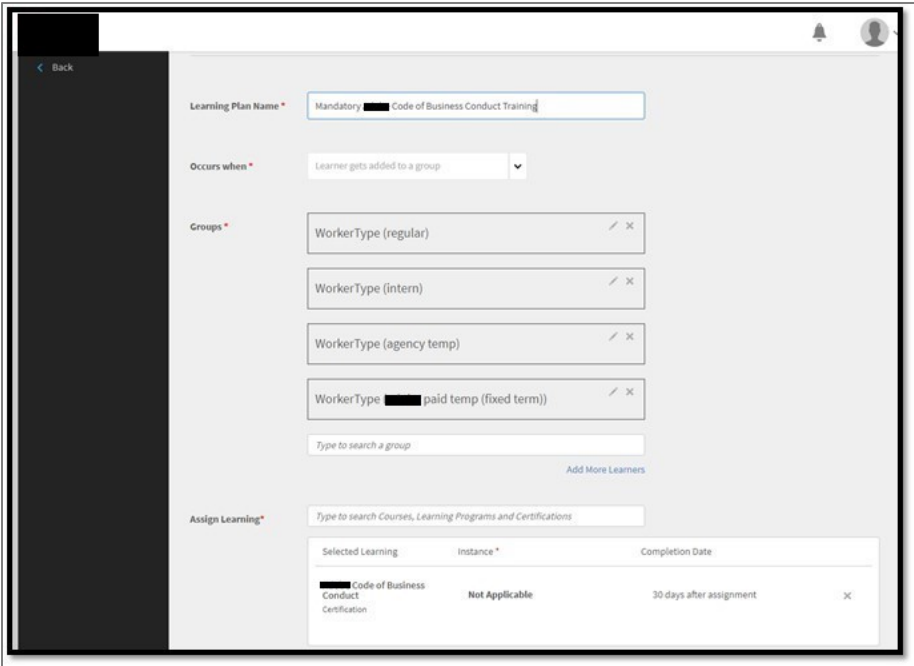 Back
Learning Plan Name *
Mandatory Code of Business Conduct Training
Occurs when *
Learner gets added to a group
Groups *
WorkerType (regular)
WorkerType (intern)
WorkerType (agency temp)
WorkerType ( paid temp (fixed term))
Type to search a group
Add More Learners
Assign Learning*
Type to search Courses, Learning Programs and Certifications
Selected Learning Instance * Completion Date
Code of Business
Conduct Not Applicable 30 days after assignment
Certification